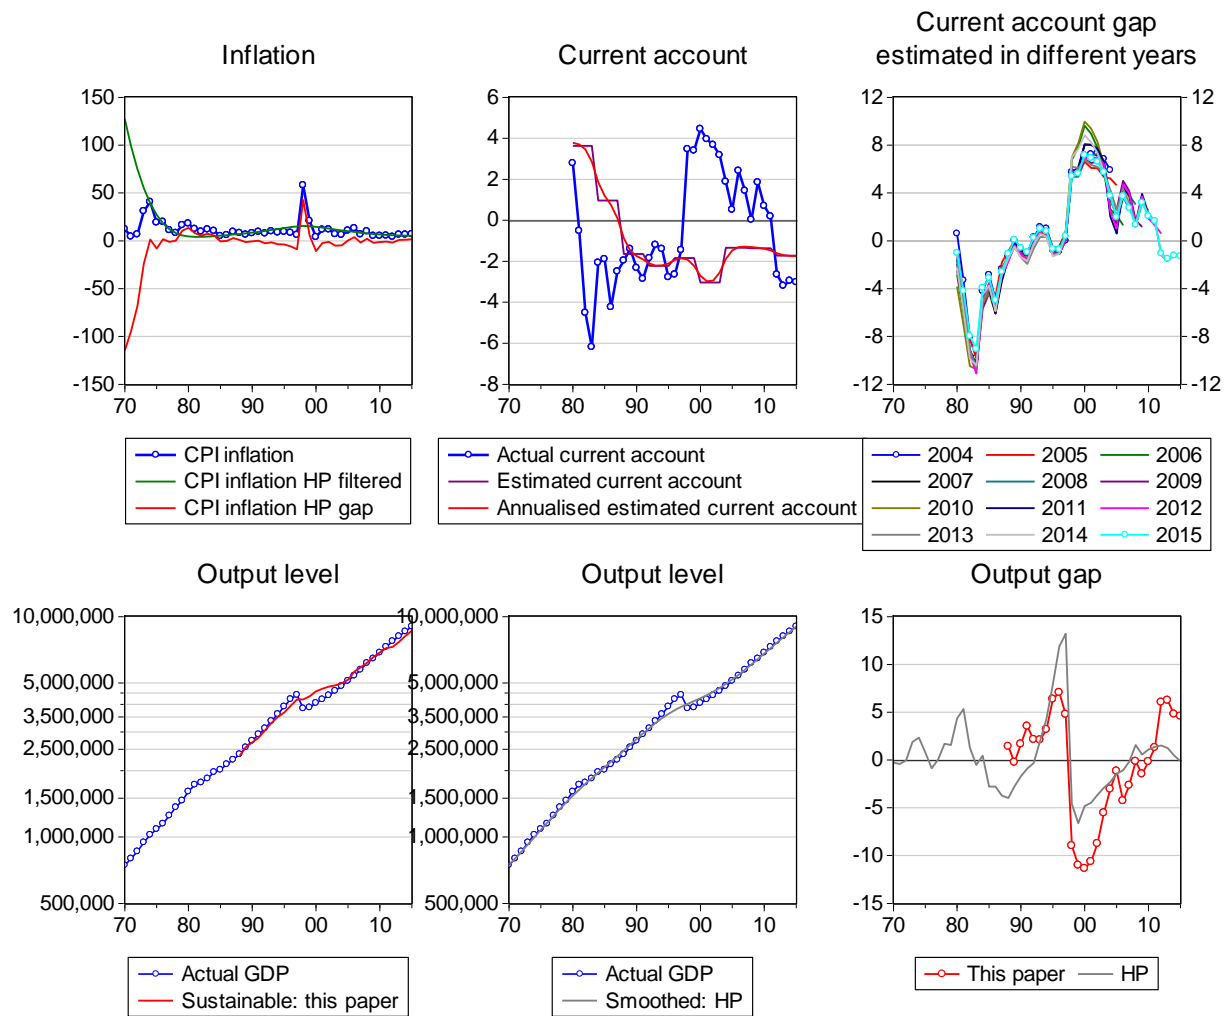 Inflation
150
100
50
0
-50
-100
-150
70 80 90 00 10
CPI inflation
CPI inflation HP filtered
CPI inflation HP gap
Current account
6
4
2
0
-2
-4
-6
-8
70 80 90 00 10
Actual current account
Estimated current account
Annualised estimated current account
Current account gap
estimated in different years
12 12
8 8
4 4
0 0
-4 -4
-8 -8
-12 -12
70 80 90 00 10
2004 2005 2006
2007 2008 2009
2010 2011 2012
2013 2014 2015
Output level
10,000,000
5,000,000
3,500,000
2,500,000
1,500,000
1,000,000
500,000
70 80 90 00 10
Actual GDP
Sustainable: this paper
Output level
10,000,000
5,000,000
3,500,000
2,500,000
1,500,000
1,000,000
500,000
70 80 90 00 10
Actual GDP
Smoothed: HP
Output gap
15
10
5
0
-5
-10
-15
70 80 90 00 10
This paper HP